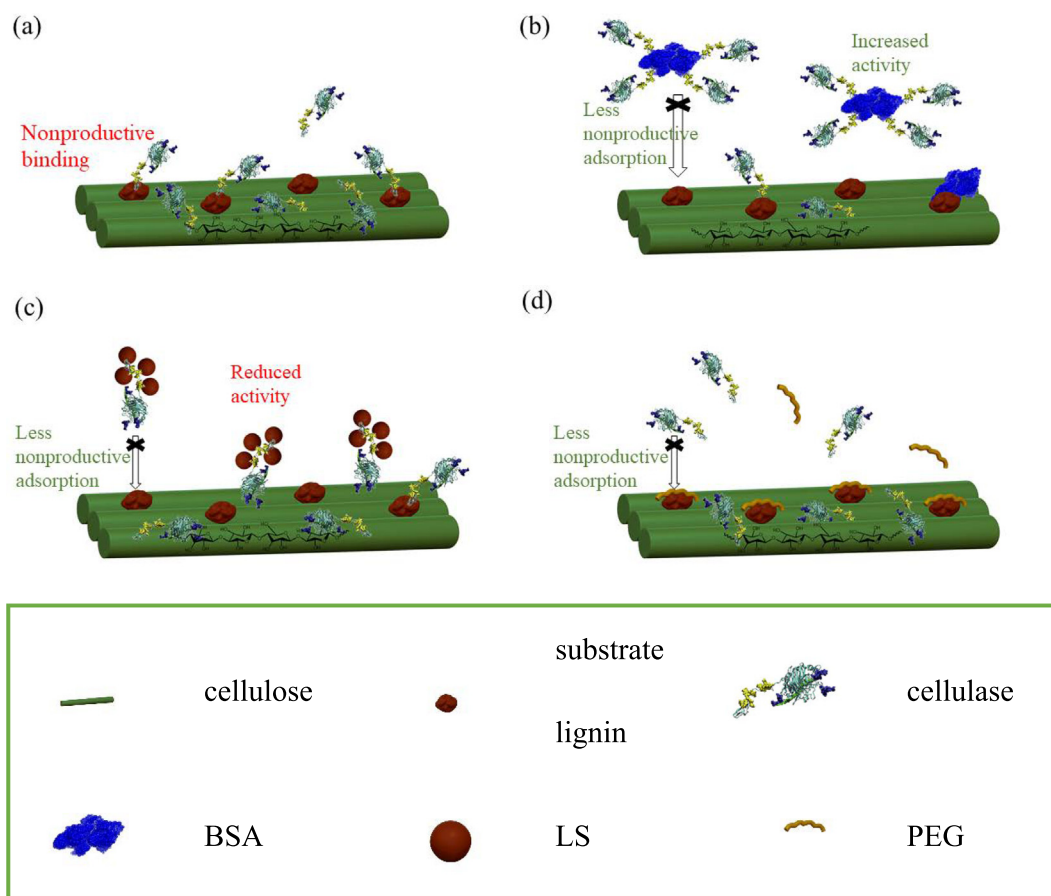 (a)
Nonproductive
binding
(b)
Increased
activity
Less
nonproductive
adsorption
(c)
Reduced
activity
Less
nonproductive
adsorption
(d)
Less
nonproductive
adsorption
cellulose
substrate
lignin
cellulase
BSA
LS
PEG